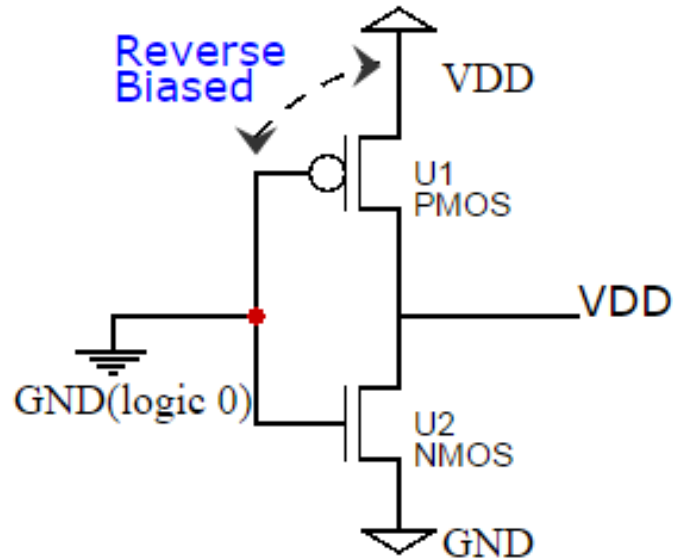 Reverse
Biased
VDD
U1
PMOS
VDD
GND(logic 0)
U2
NMOS
GND